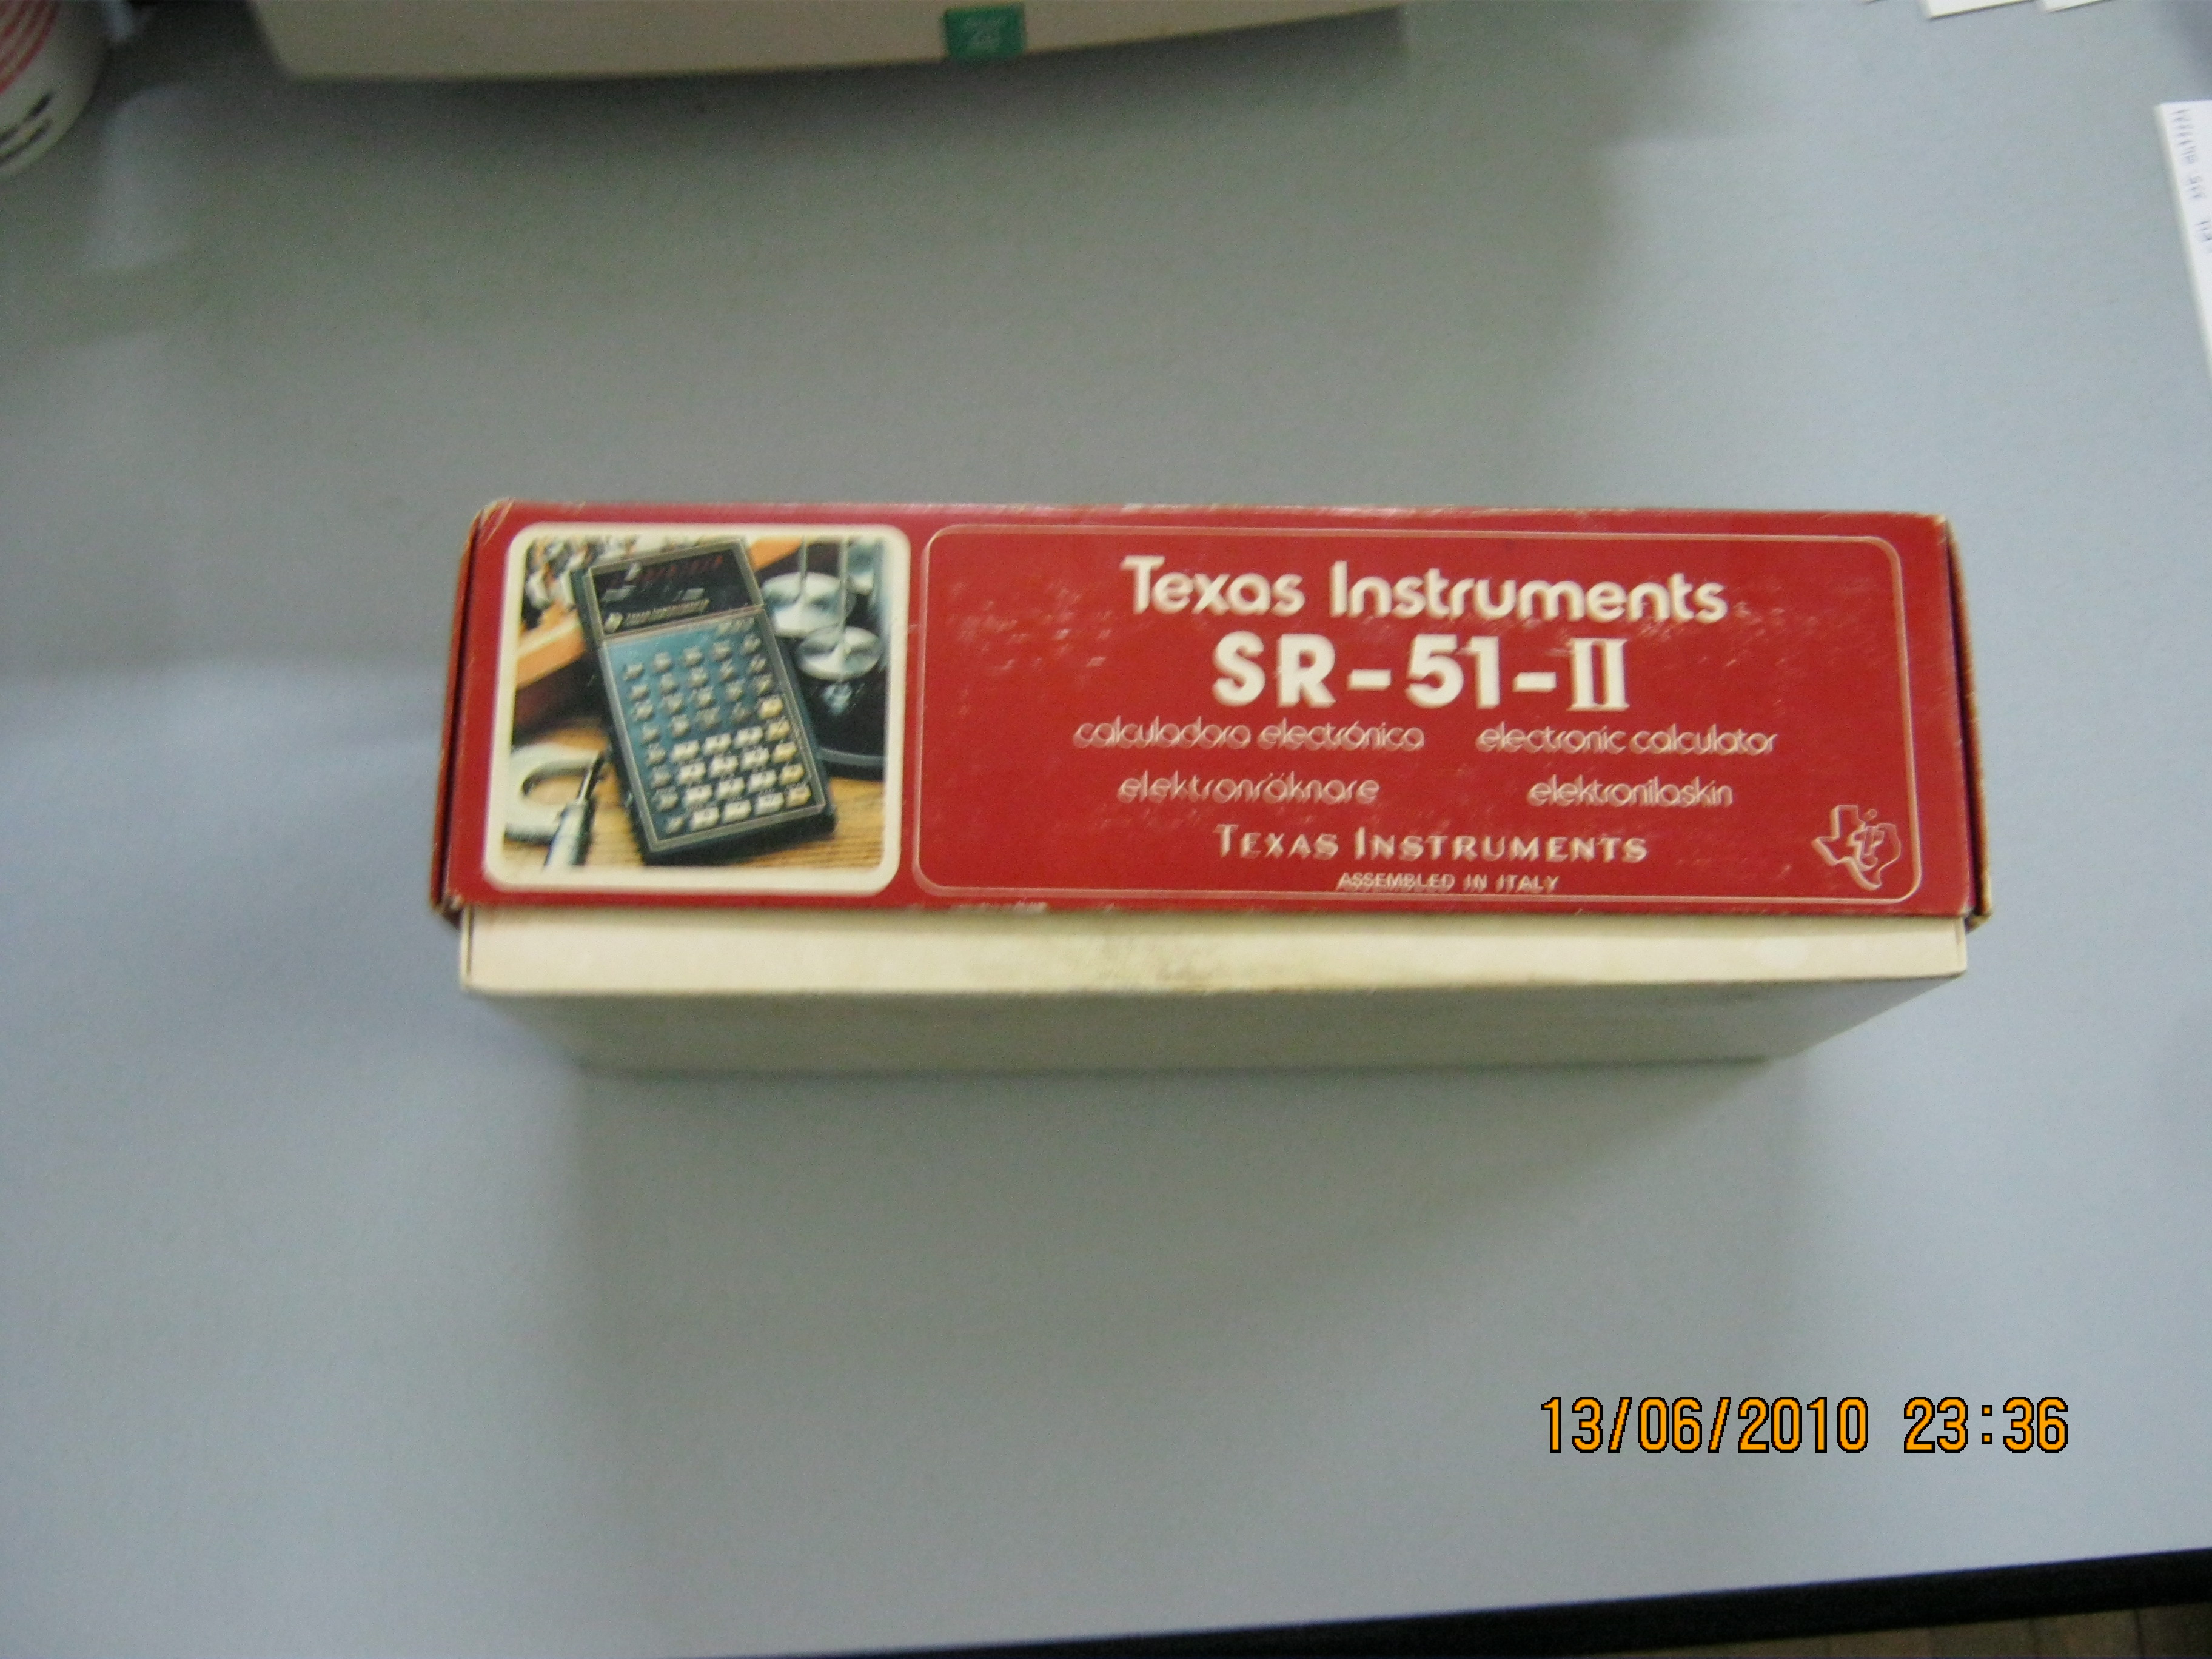 Texas Instruments
SR-51-II
calculadora electrónica electronic calculator
elektronräknare elektronilaskin
TEXAS INSTRUMENTS
ASSEMBLED IN ITALY
13/06/2010 23:36